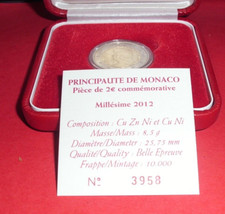 PRINCIPAUTE DE MONACO
Pièce de 2€ commémorative
Millésime 2012
Composition : Cu Zn Ni et Cu Ni
Masse/Mass : 8,5 g
Diamètre/Diameter : 25,75 mm
Qualité/Quality : Belle Epreuve
Frappe/Mintage : 10 000
N° 3958